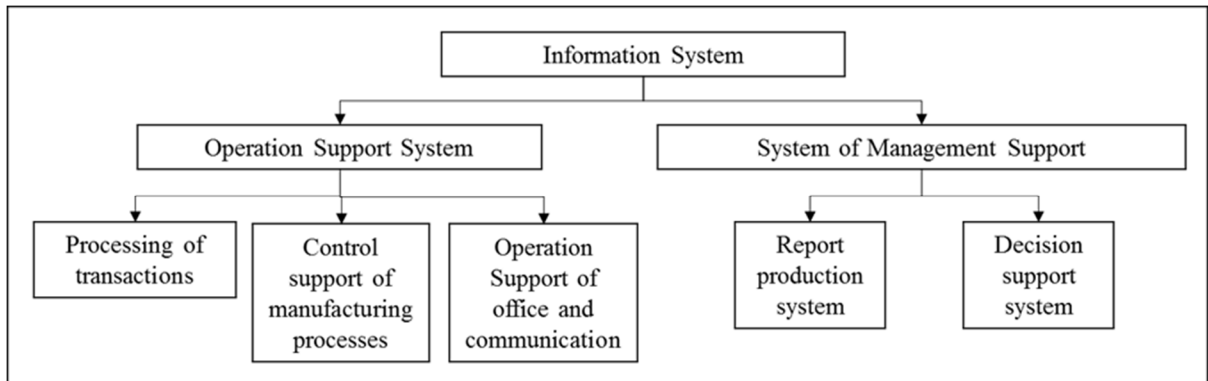 Information System
Operation Support System
System of Management Support
Processing of
transactions
Control
support of
manufacturing
processes
Operation
Support of
office and
communication
Report
production
system
Decision
support
system